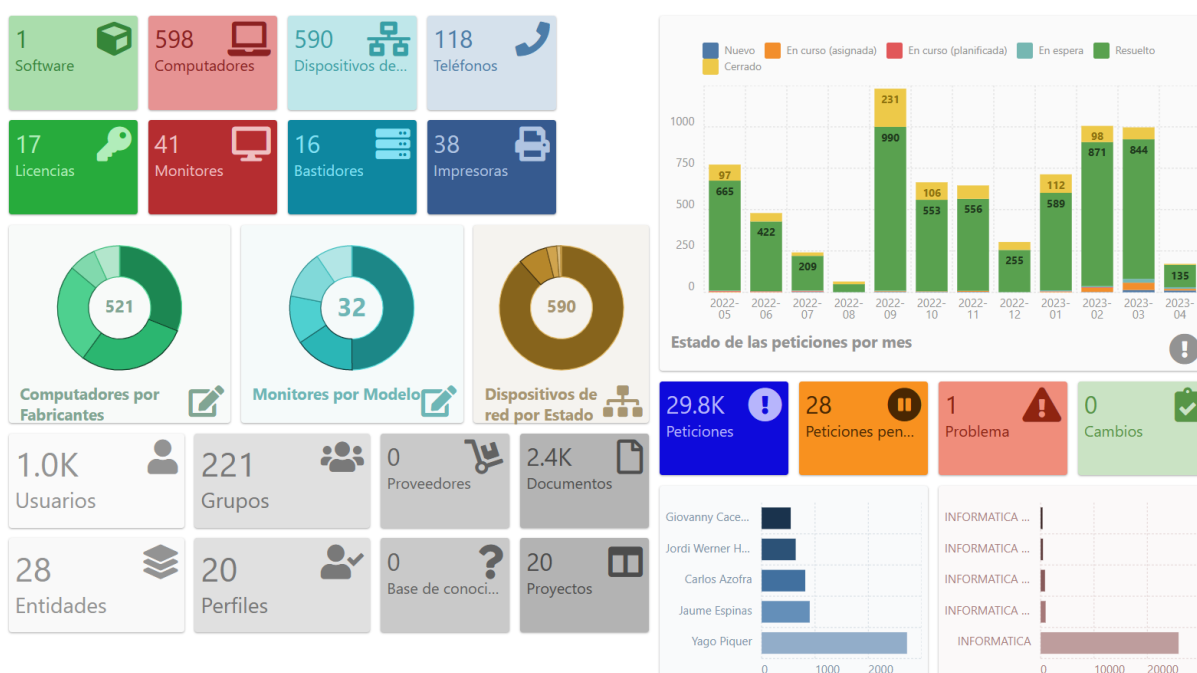 1
Software
598
Computadores
590
Dispositivos de...
118
Teléfonos
17
Licencias
41
Monitores
16
Bastidores
38
Impresoras
521
Computadores por
Fabricantes
32
Monitores por Modelo
590
Dispositivos de
red por Estado
1.0K
Usuarios
221
Grupos
0
Proveedores
2.4K
Documentos
28
Entidades
20
Perfiles
0
Base de conoci...
20
Proyectos
Nuevo En curso (asignada) En curso (planificada) En espera Resuelto
Cerrado
1000
750
500
250
0
97
665
422
209
231
990
106
553
556
255
112
589
98
871
844
135
2022-
05
2022-
06
2022-
07
2022-
08
2022-
09
2022-
10
2022-
11
2022-
12
2023-
01
2023-
02
2023-
03
2023-
04
Estado de las peticiones por mes
29.8K
Peticiones
28
Peticiones pen...
1
Problema
0
Cambios
Giovanny Cace...
Jordi Werner H...
Carlos Azofra
Jaume Espinas
Yago Piquer
0 1000 2000
INFORMATICA ...
INFORMATICA ...
INFORMATICA ...
INFORMATICA ...
INFORMATICA
0 10000 20000